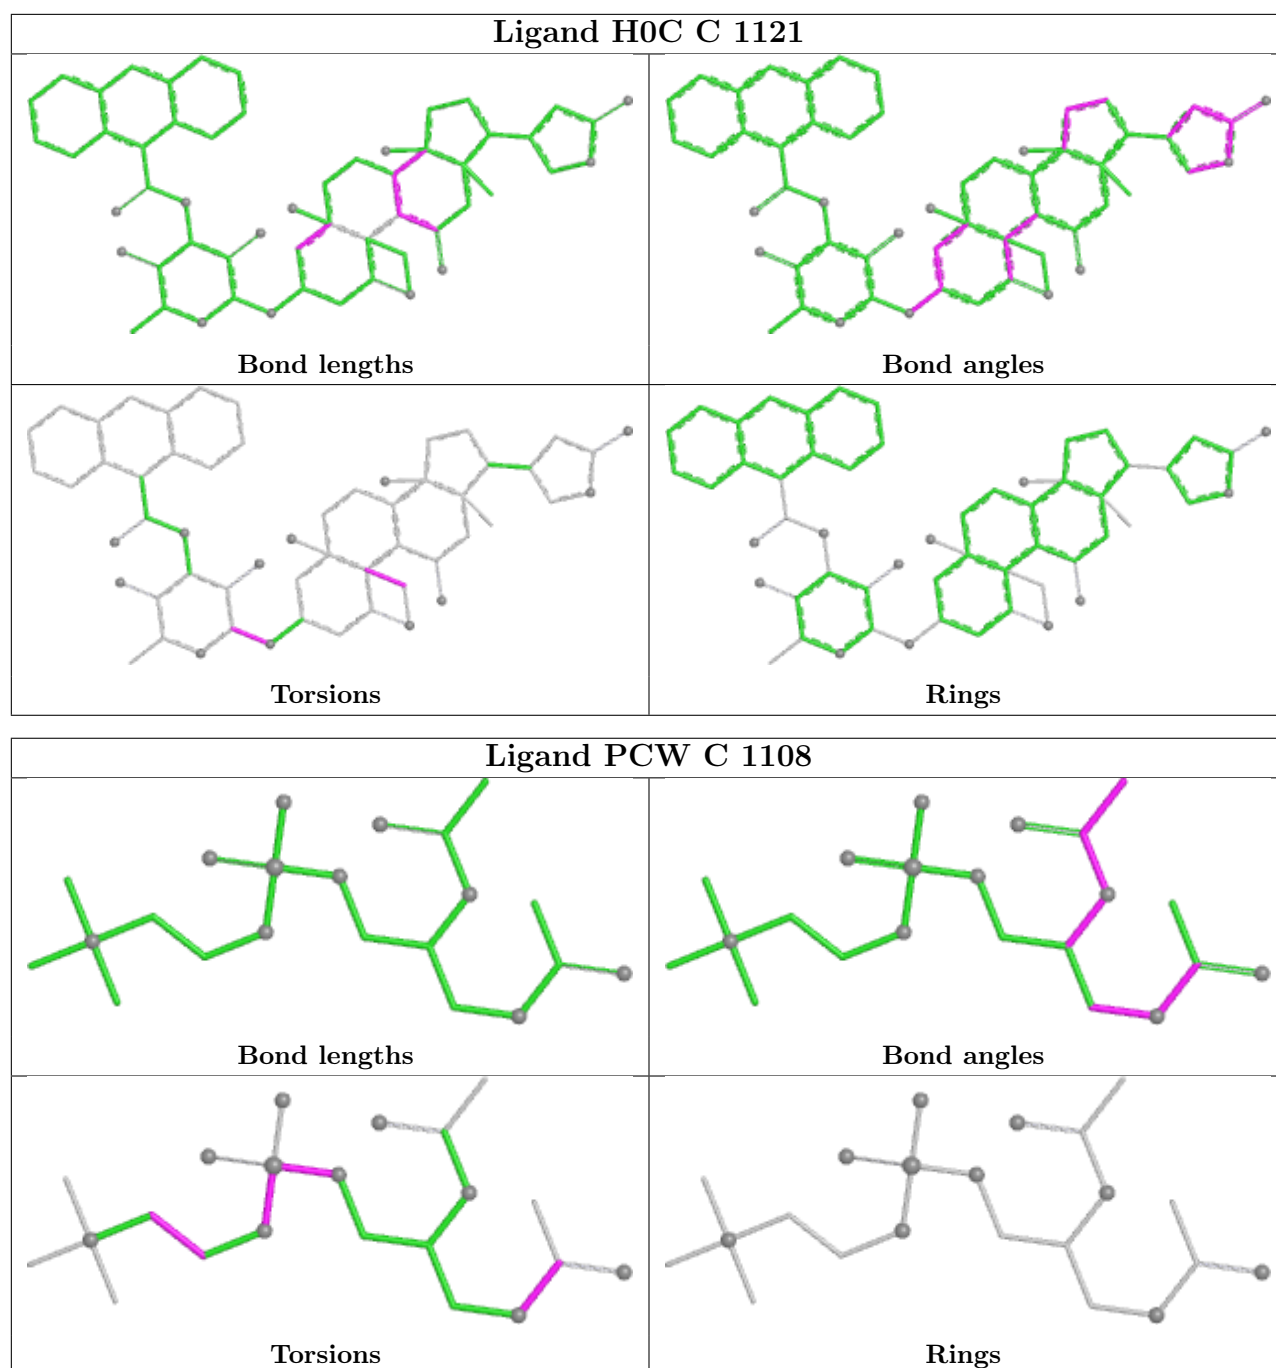 Ligand H0C C 1121
Bond lengths
Bond angles
Torsions
Rings
Ligand PCW C 1108
Bond lengths
Bond angles
Torsions
Rings